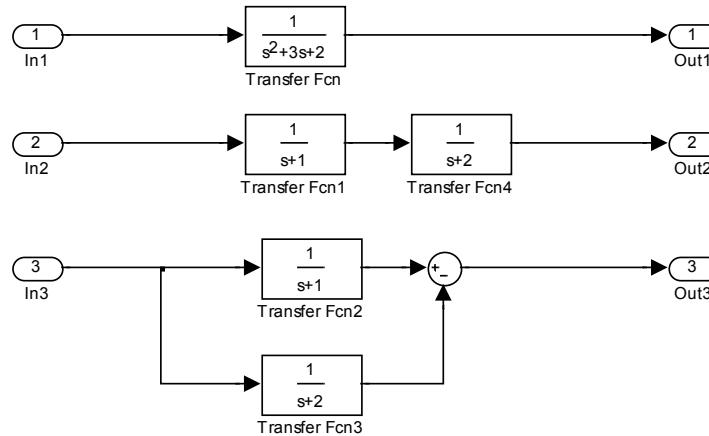 1
In1
1
s²+3s+2
Transfer Fcn
1
Out1
2
In2
1
s+1
Transfer Fcn1
1
s+2
Transfer Fcn4
2
Out2
3
In3
1
s+1
Transfer Fcn2
+
−
3
Out3
1
s+2
Transfer Fcn3